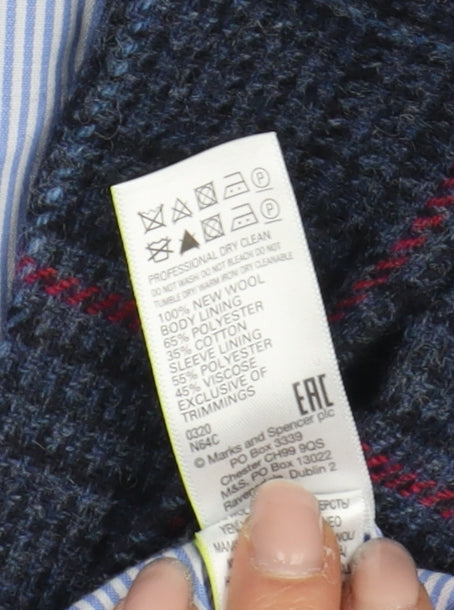 PROFESSIONAL DRY CLEAN
DO NOT WASH/ DO NOT BLEACH/ DO NOT
TUMBLE DRY/ WARM IRON/ DRY CLEANABLE
100% NEW WOOL
BODY LINING
65% POLYESTER
35% COTTON
SLEEVE LINING
55% POLYESTER
45% VISCOSE
EXCLUSIVE OF
TRIMMINGS
EAC
0320
N64C
© Marks and Spencer plc
PO Box 3339
Chester CH99 9QS
M&S, PO Box 13022
Dublin 2